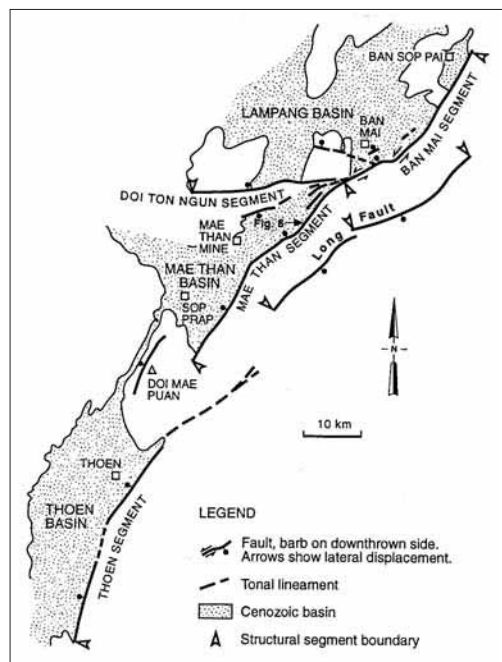 BAN SOP PAI
LAMPANG BASIN
BAN
MAI
BAN MAI SEGMENT
DOI TON NGUN SEGMENT
Fig. 8
MAE
THAN
MINE
MAE THAN SEGMENT
Long Fault
MAE THAN
BASIN
SOP
PRAP
N
DOI MAE
PUAN
10 km
THOEN
THOEN
BASIN
THOEN SEGMENT
LEGEND
Fault, barb on downthrown side.
Arrows show lateral displacement.
Tonal lineament
Cenozoic basin
Structural segment boundary